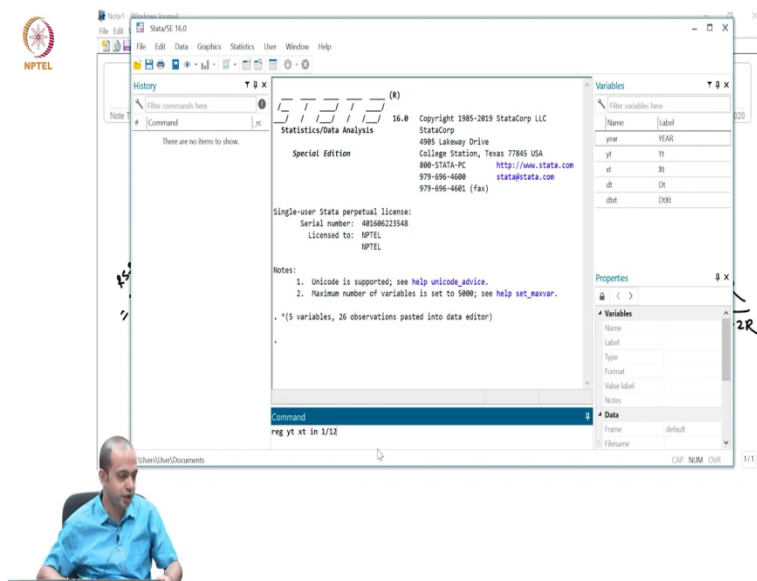 NPTEL
Note1 - Windows Journal
File Edit
Note T
020
Stata/SE 16.0
File Edit Data Graphics Statistics User Window Help
History
Filter commands here
# Command _rc
There are no items to show.
(R)
16.0 Copyright 1985-2019 StataCorp LLC
Statistics/Data Analysis StataCorp
4905 Lakeway Drive
Special Edition College Station, Texas 77845 USA
800-STATA-PC http://www.stata.com
979-696-4600 stata@stata.com
979-696-4601 (fax)
Single-user Stata perpetual license:
Serial number: 401606223548
Licensed to: NPTEL
NPTEL
Notes:
1. Unicode is supported; see help unicode_advice.
2. Maximum number of variables is set to 5000; see help set_maxvar.
. *(5 variables, 26 observations pasted into data editor)
.
Command
reg yt xt in 1/12
Variables
Filter variables here
Name Label
year YEAR
yt Yt
xt Xt
dt Dt
dtxt DtXt
Properties
Variables
Name
Label
Type
Format
Value label
Notes
Data
Frame default
Filename
2R
:\Users\User\Documents
CAP NUM OVR
1/1